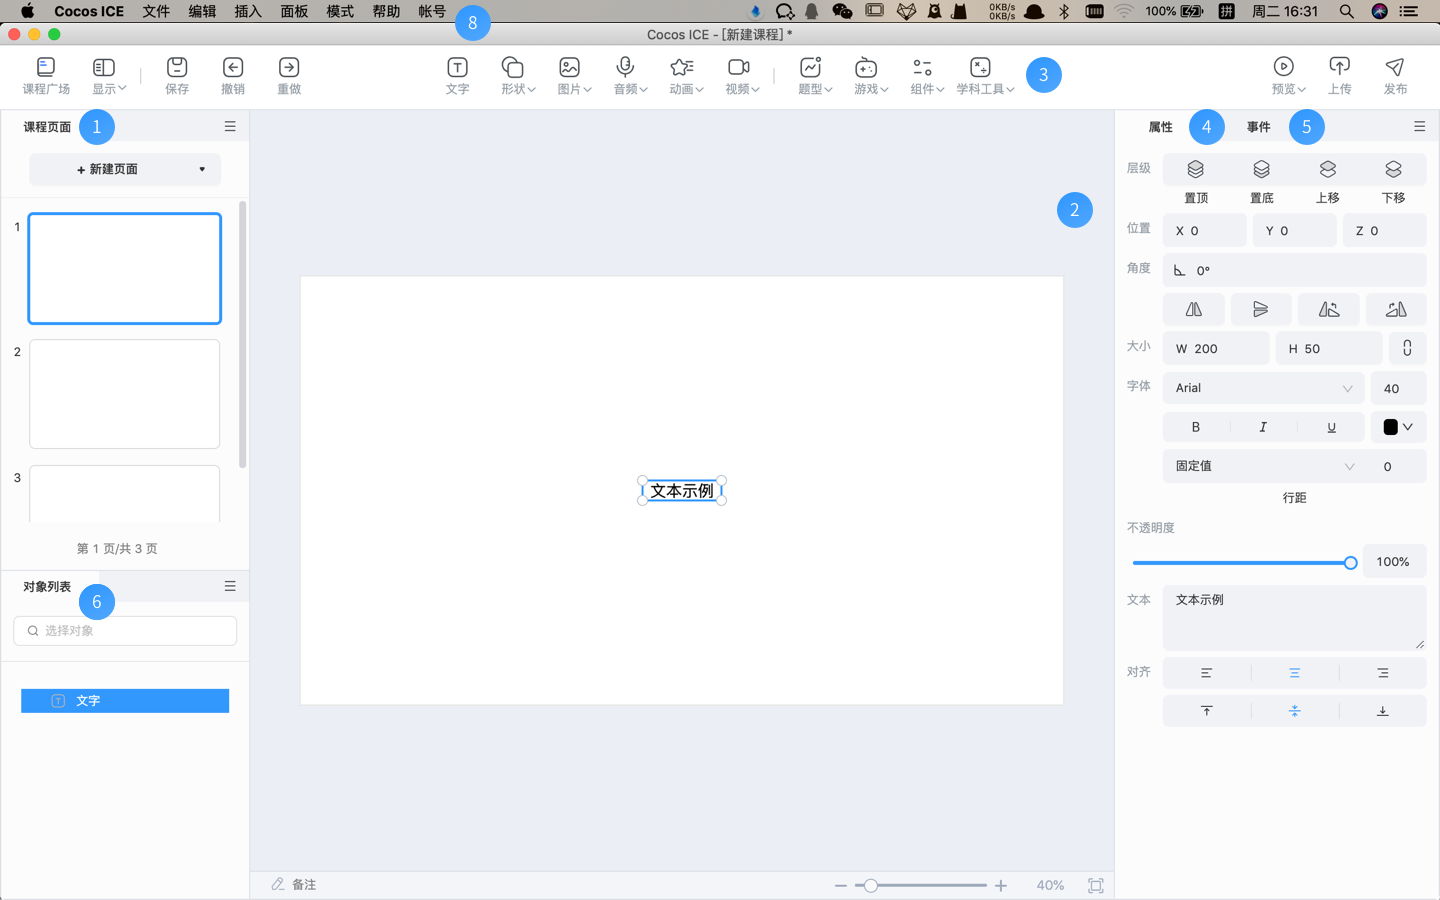 Cocos ICE 文件 编辑 插入 面板 模式 帮助 帐号
0KB/s
0KB/s
100%
拼
周二 16:31
8
Cocos ICE - [新建课程] *
课程广场 显示 保存 撤销 重做 文字 形状 图片 音频 动画 视频 题型 游戏 组件 学科工具 3 预览 上传 发布
课程页面 1
+ 新建页面
1
2
3
第 1 页/共 3 页
对象列表
6
选择对象
T 文字
2
文本示例
备注
40%
属性 4 事件 5
层级
置顶 置底 上移 下移
位置 X 0 Y 0 Z 0
角度 0°
大小 W 200 H 50
字体 Arial 40
B I U
固定值 0
行距
不透明度
100%
文本 文本示例
对齐